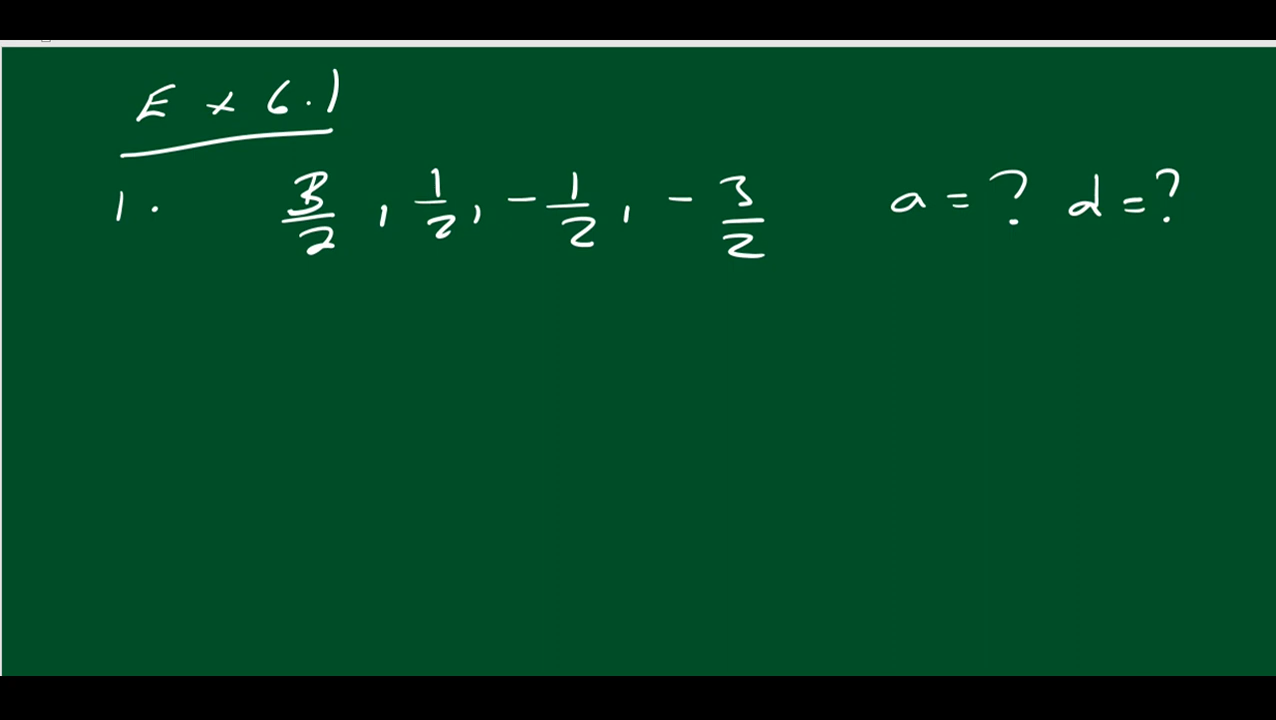 Ex 6.1
1. 3/2, 1/2, -1/2, -3/2 a=? d=?